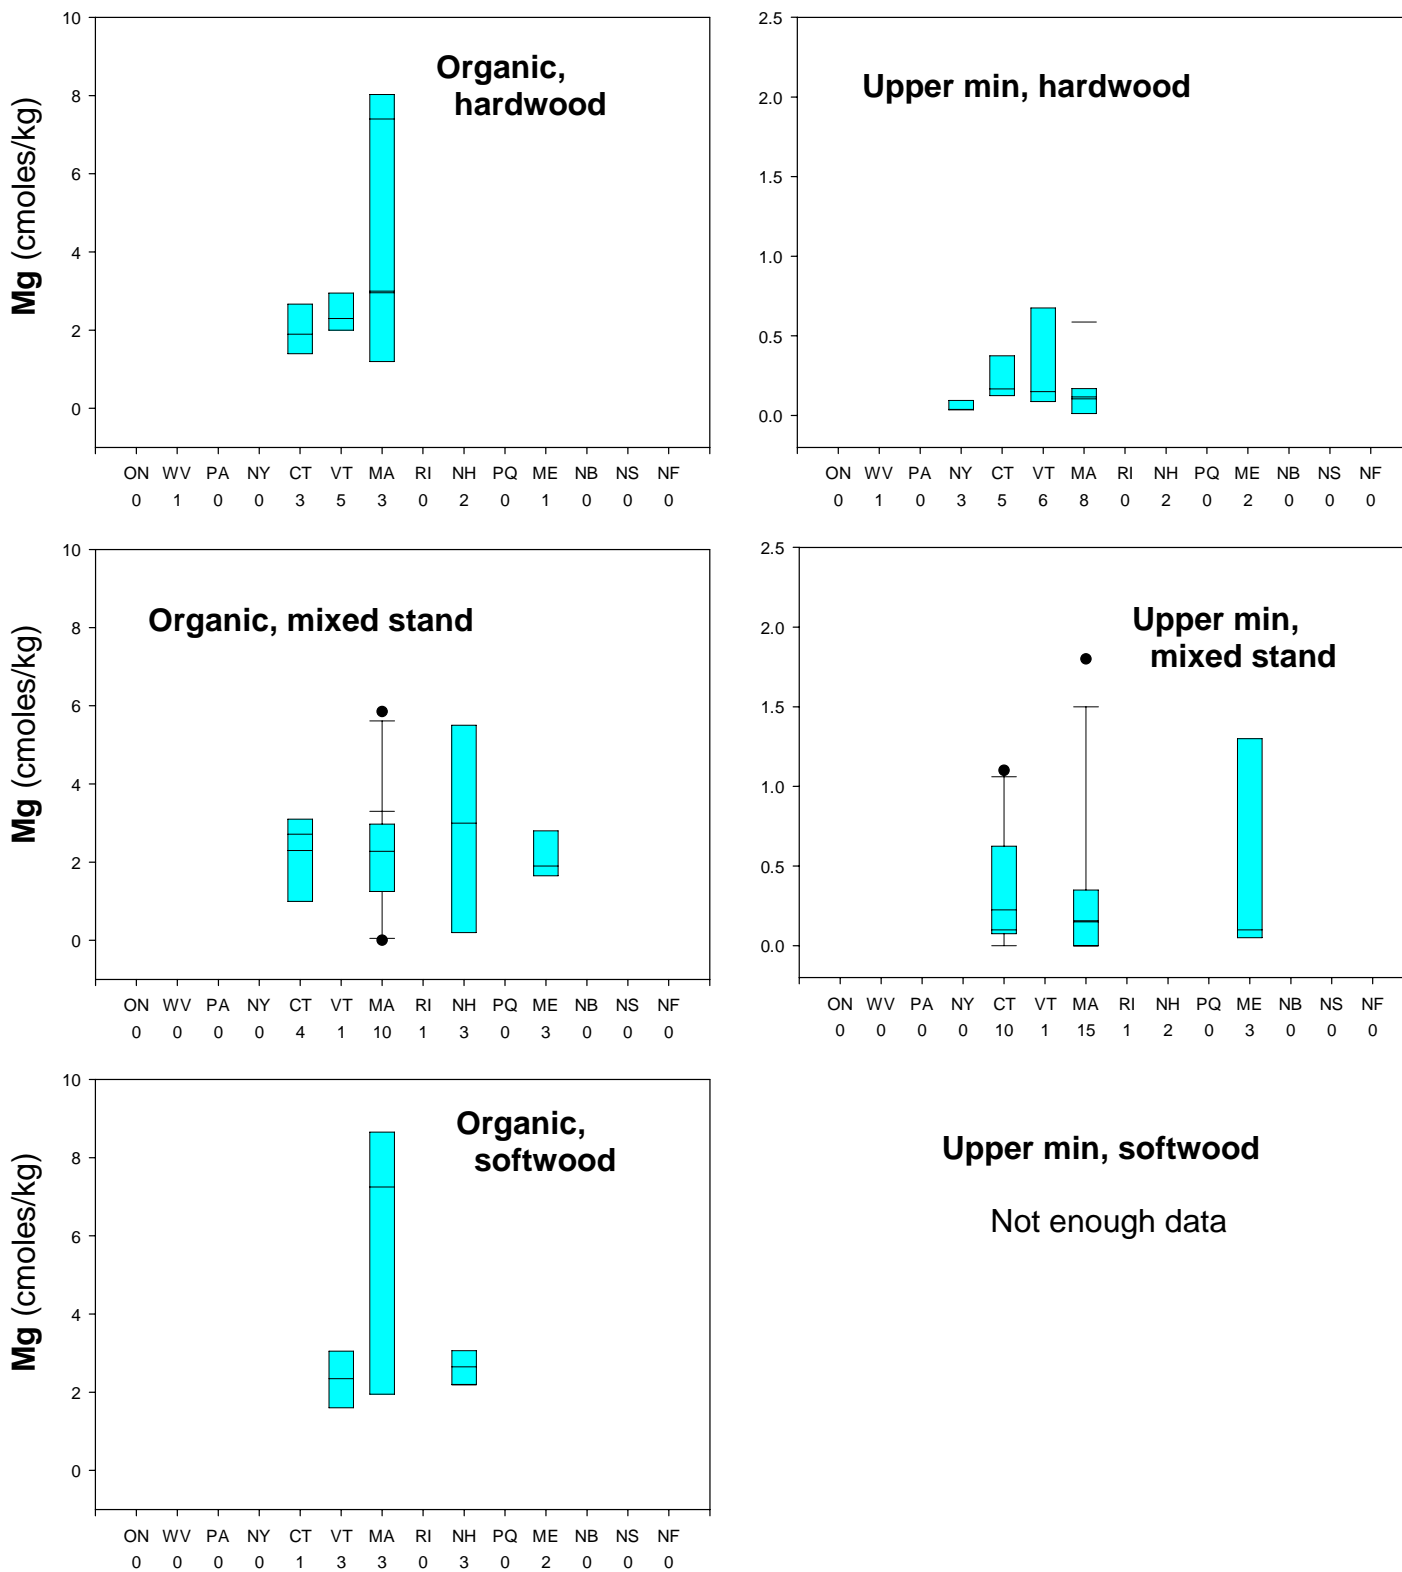 Organic,
hardwood
Mg (cmoles/kg)
10
8
6
4
2
0
ON WV PA NY CT VT MA RI NH PQ ME NB NS NF
0 1 0 0 3 5 3 0 2 0 1 0 0 0
Upper min, hardwood
2.5
2.0
1.5
1.0
0.5
0.0
ON WV PA NY CT VT MA RI NH PQ ME NB NS NF
0 1 0 3 5 6 8 0 2 0 2 0 0 0
Organic, mixed stand
Mg (cmoles/kg)
10
8
6
4
2
0
ON WV PA NY CT VT MA RI NH PQ ME NB NS NF
0 0 0 0 4 1 10 1 3 0 3 0 0 0
Upper min,
mixed stand
2.5
2.0
1.5
1.0
0.5
0.0
ON WV PA NY CT VT MA RI NH PQ ME NB NS NF
0 0 0 0 10 1 15 1 2 0 3 0 0 0
Organic,
softwood
Mg (cmoles/kg)
10
8
6
4
2
0
ON WV PA NY CT VT MA RI NH PQ ME NB NS NF
0 0 0 0 1 3 3 0 3 0 2 0 0 0
Upper min, softwood
Not enough data